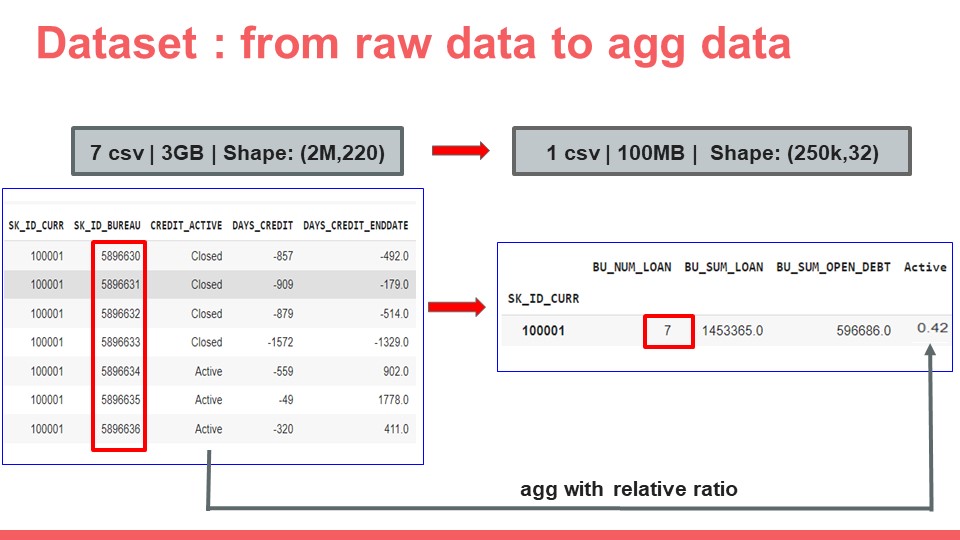 Dataset : from raw data to agg data
7 csv | 3GB | Shape: (2M,220)
1 csv | 100MB | Shape: (250k,32)
SK_ID_CURR SK_ID_BUREAU CREDIT_ACTIVE DAYS_CREDIT DAYS_CREDIT_ENDDATE
100001 5896630 Closed -857 -492.0
100001 5896631 Closed -909 -179.0
100001 5896632 Closed -879 -514.0
100001 5896633 Closed -1572 -1329.0
100001 5896634 Active -559 902.0
100001 5896635 Active -49 1778.0
100001 5896636 Active -320 411.0
BU_NUM_LOAN BU_SUM_LOAN BU_SUM_OPEN_DEBT Active
SK_ID_CURR
100001 7 1453365.0 596686.0 0.42
agg with relative ratio